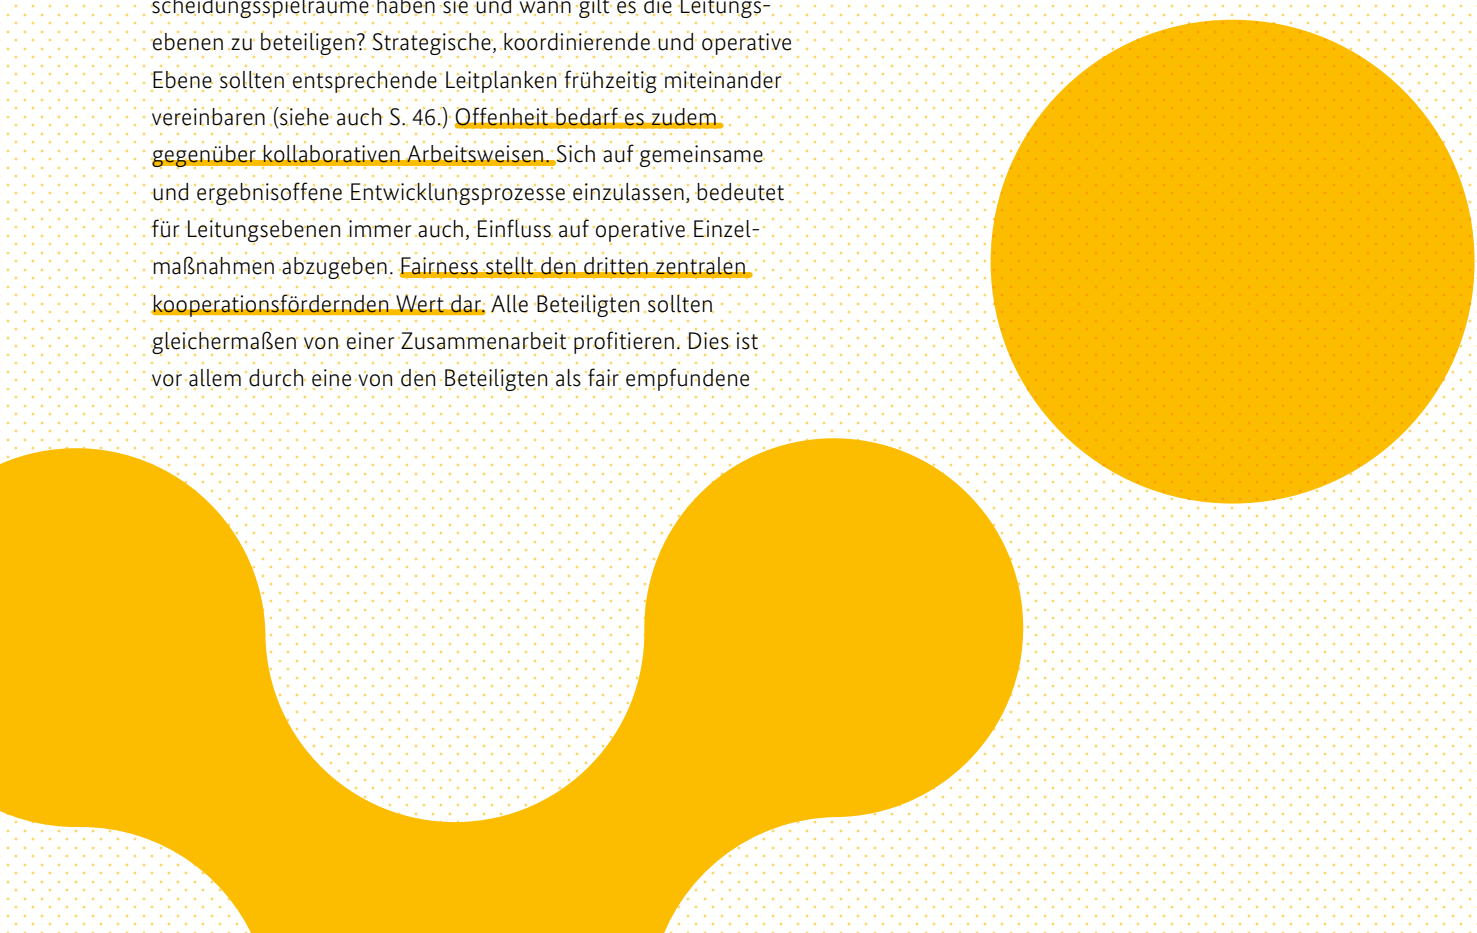 scheidungsspielräume haben sie und wann gilt es die Leitungs-
ebenen zu beteiligen? Strategische, koordinierende und operative
Ebene sollten entsprechende Leitplanken frühzeitig miteinander
vereinbaren (siehe auch S. 46.) Offenheit bedarf es zudem
gegenüber kollaborativen Arbeitsweisen. Sich auf gemeinsame
und ergebnisoffene Entwicklungsprozesse einzulassen, bedeutet
für Leitungsebenen immer auch, Einfluss auf operative Einzel-
maßnahmen abzugeben. Fairness stellt den dritten zentralen
kooperationsfördernden Wert dar. Alle Beteiligten sollten
gleichermaßen von einer Zusammenarbeit profitieren. Dies ist
vor allem durch eine von den Beteiligten als fair empfundene